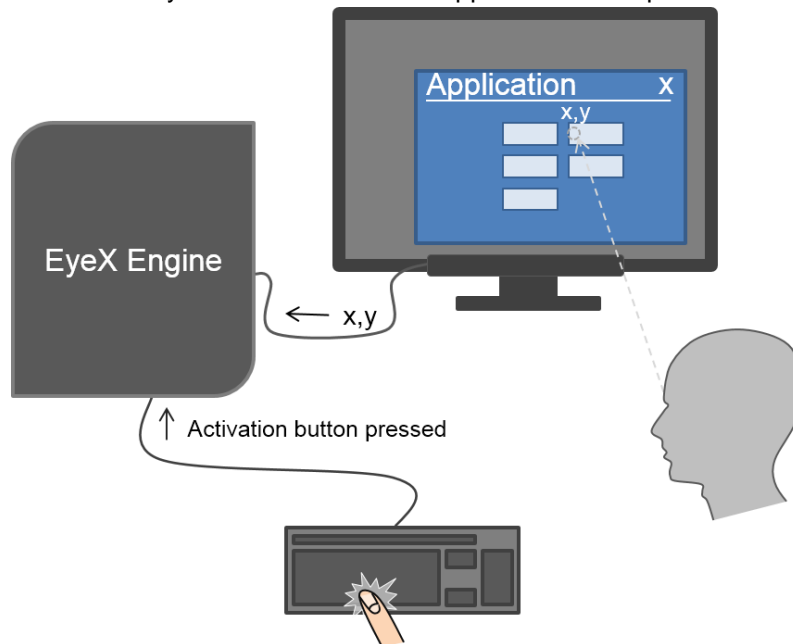 Application x
x,y
EyeX Engine
← x,y
↑ Activation button pressed